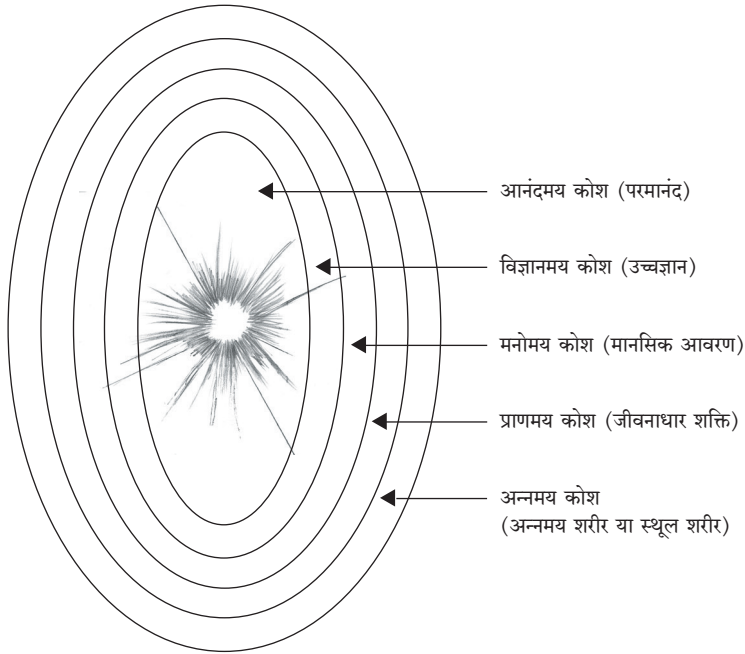 आनंदमय कोश (परमानंद)
विज्ञानमय कोश (उच्चज्ञान)
मनोमय कोश (मानसिक आवरण)
प्राणमय कोश (जीवनाधार शक्ति)
अन्नमय कोश
(अन्नमय शरीर या स्थूल शरीर)